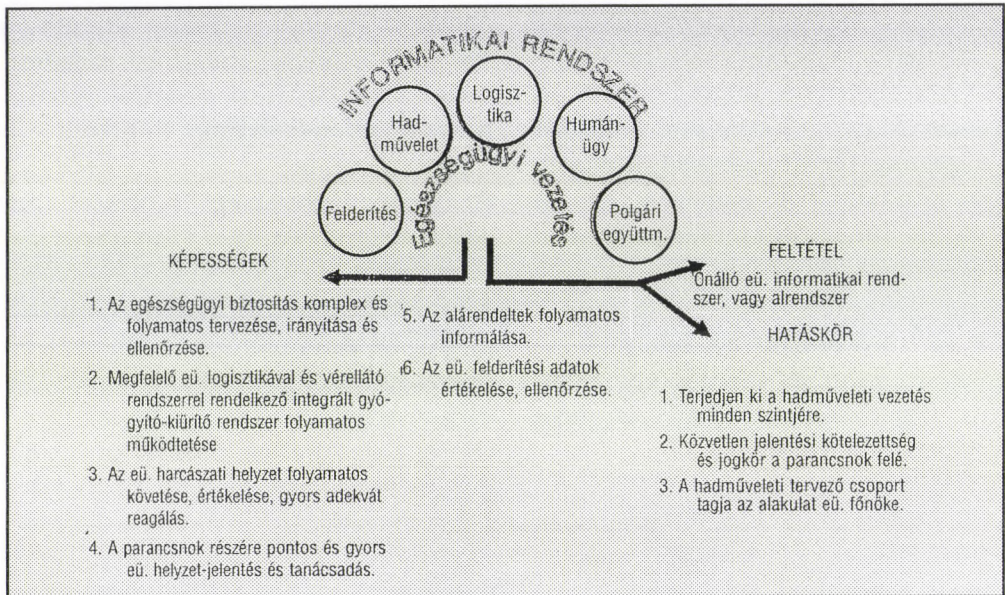 INFORMATIKAI RENDSZER
Logisz-
tika
Had-
művelet
Humán-
ügy
Felderítés
Polgári
együttm.
Egészségügyi vezetés
KÉPESSÉGEK
1. Az egészségügyi biztosítás komplex és
folyamatos tervezése, irányítása és
ellenőrzése.
2. Megfelelő eü. logisztikával és vérellátó
rendszerrel rendelkező integrált gyó-
gyító-kiürítő rendszer folyamatos
működtetése
3. Az eü. harcászati helyzet folyamatos
követése, értékelése, gyors adekvát
reagálás.
4. A parancsnok részére pontos és gyors
eü. helyzet-jelentés és tanácsadás.
5. Az alárendeltek folyamatos
informálása.
6. Az eü. felderítési adatok
értékelése, ellenőrzése.
FELTÉTEL
Önálló eü. informatikai rend-
szer, vagy alrendszer
HATÁSKÖR
1. Terjedjen ki a hadműveleti vezetés
minden szintjére.
2. Közvetlen jelentési kötelezettség
és jogkör a parancsnok felé.
3. A hadműveleti tervező csoport
tagja az alakulat eü. főnöke.